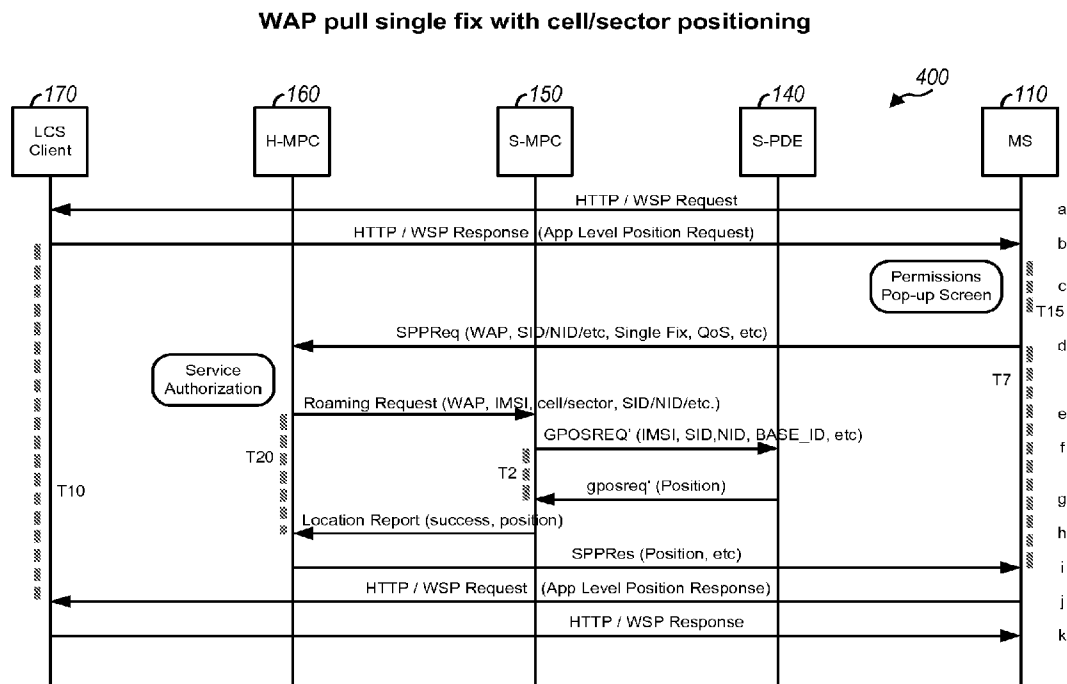 WAP pull single fix with cell/sector positioning
400
170
160
150
140
110
LCS
Client
H-MPC
S-MPC
S-PDE
MS
HTTP / WSP Request
a
HTTP / WSP Response (App Level Position Request)
b
Permissions
Pop-up Screen
c
T15
SPPReq (WAP, SID/NID/etc, Single Fix, QoS, etc)
d
Service
Authorization
T7
Roaming Request (WAP, IMSI, cell/sector, SID/NID/etc.)
e
GPOSREQ' (IMSI, SID,NID, BASE_ID, etc)
f
T20
T2
T10
gposreq' (Position)
g
Location Report (success, position)
h
SPPRes (Position, etc)
i
HTTP / WSP Request (App Level Position Response)
j
HTTP / WSP Response
k